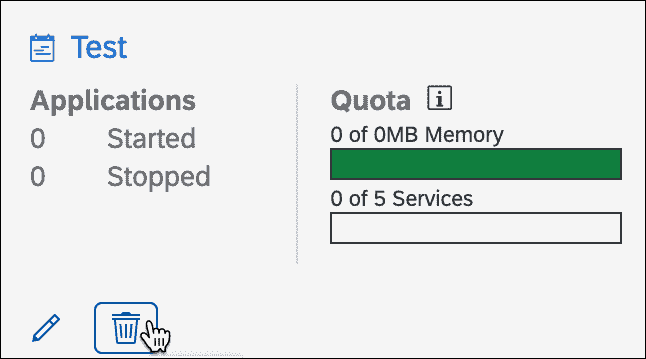 Test
Applications
0 Started
0 Stopped
Quota i
0 of 0MB Memory
0 of 5 Services